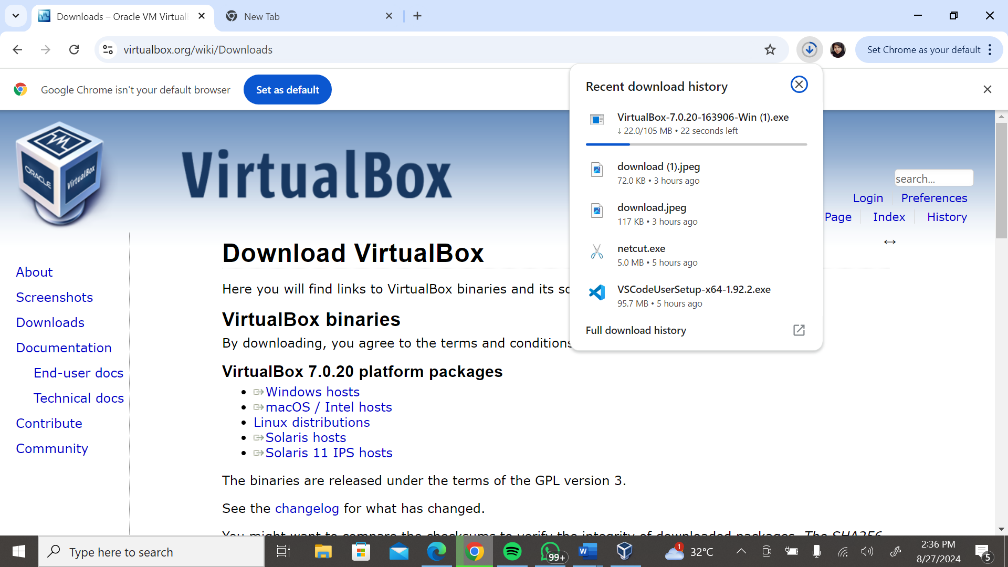 Downloads – Oracle VM Virtual
New Tab
virtualbox.org/wiki/Downloads
Set Chrome as your default
Google Chrome isn't your default browser
Set as default
Recent download history
VirtualBox-7.0.20-163906-Win (1).exe
↓ 22.0/105 MB • 22 seconds left
download (1).jpeg
72.0 KB • 3 hours ago
download.jpeg
117 KB • 3 hours ago
netcut.exe
5.0 MB • 5 hours ago
VSCodeUserSetup-x64-1.92.2.exe
95.7 MB • 5 hours ago
Full download history
ORACLE
VirtualBox
VirtualBox
search...
Login Preferences
Page Index History
About
Screenshots
Downloads
Documentation
End-user docs
Technical docs
Contribute
Community
Download VirtualBox
Here you will find links to VirtualBox binaries and its so
VirtualBox binaries
By downloading, you agree to the terms and conditions
VirtualBox 7.0.20 platform packages
Windows hosts
macOS / Intel hosts
Linux distributions
Solaris hosts
Solaris 11 IPS hosts
The binaries are released under the terms of the GPL version 3.
See the changelog for what has changed.
You might want to compare the checksums to verify the integrity of downloaded packages. The SHA256
Type here to search
99+
1
32°C
2:36 PM
8/27/2024
5